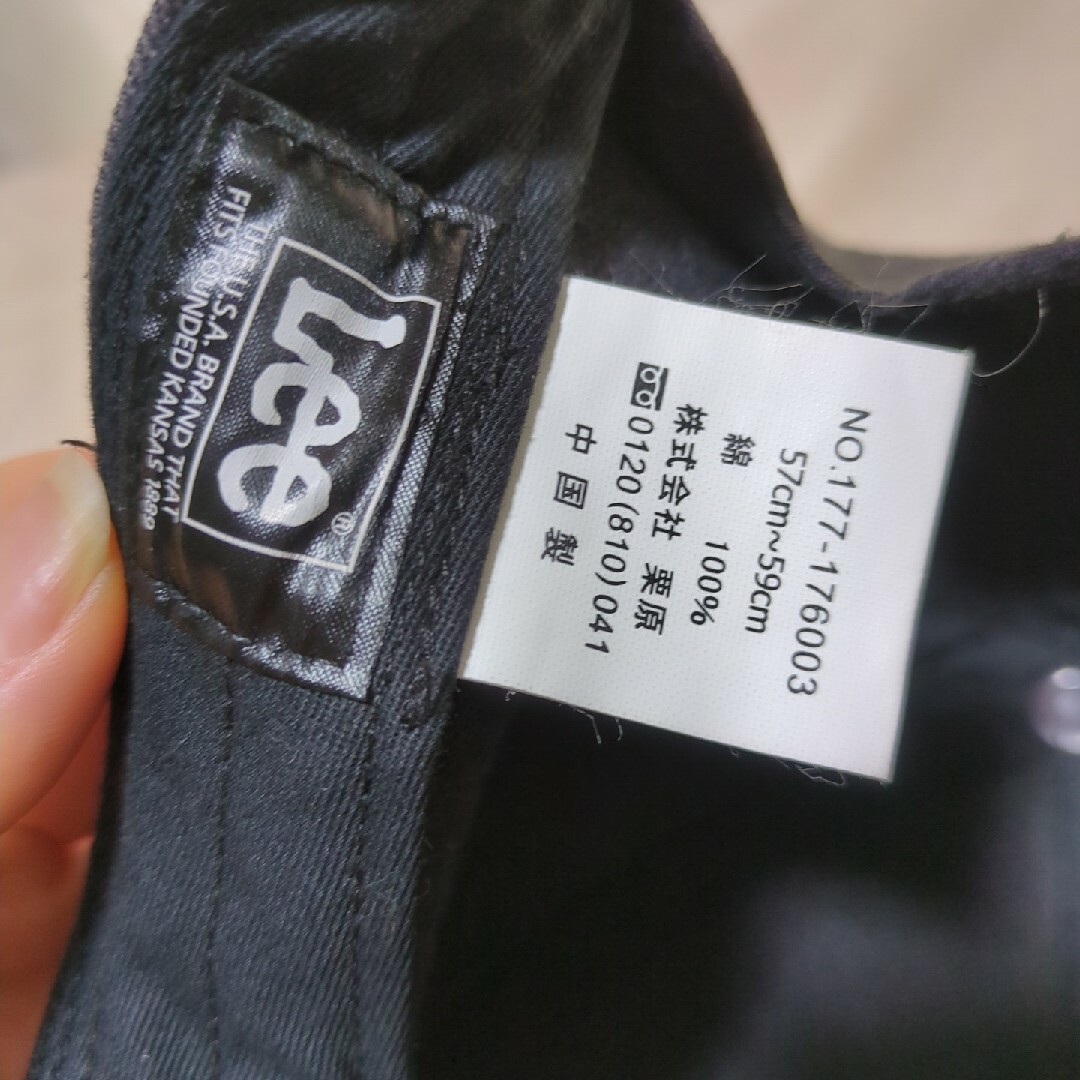 Lee®
THE U.S.A. BRAND THAT
FITS FOUNDED KANSAS 1889
NO.177-176003
57cm~59cm
綿 100%
株式会社 栗原
0120(810)041
中国製